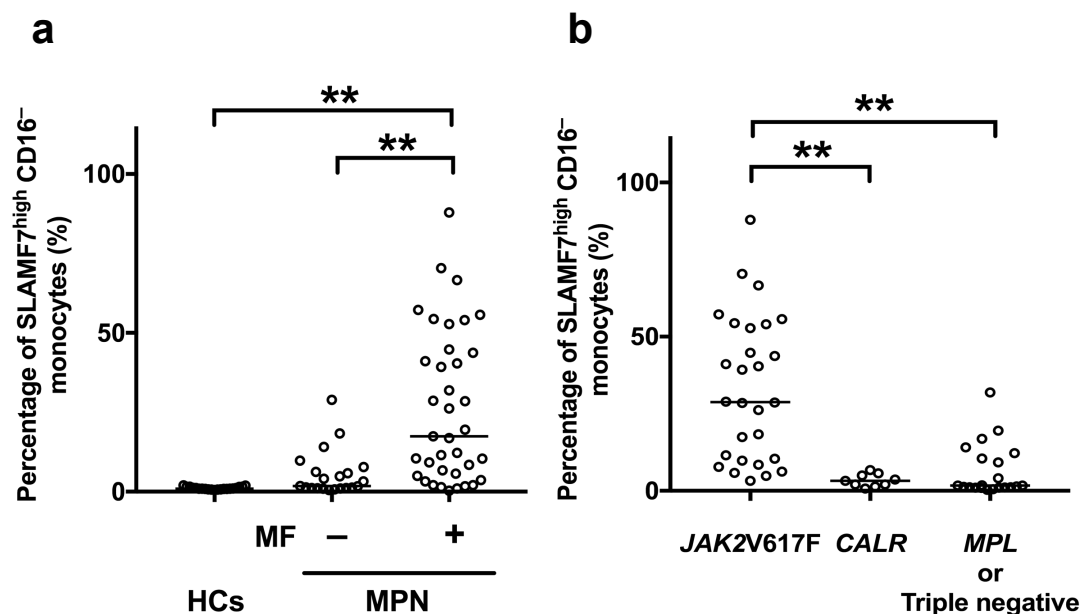 a
**
**
Percentage of SLAMF7high CD16–
monocytes (%)
100
50
0
MF – +
HCs MPN
b
**
**
Percentage of SLAMF7high CD16–
monocytes (%)
100
50
0
JAK2V617F CALR MPL
or
Triple negative